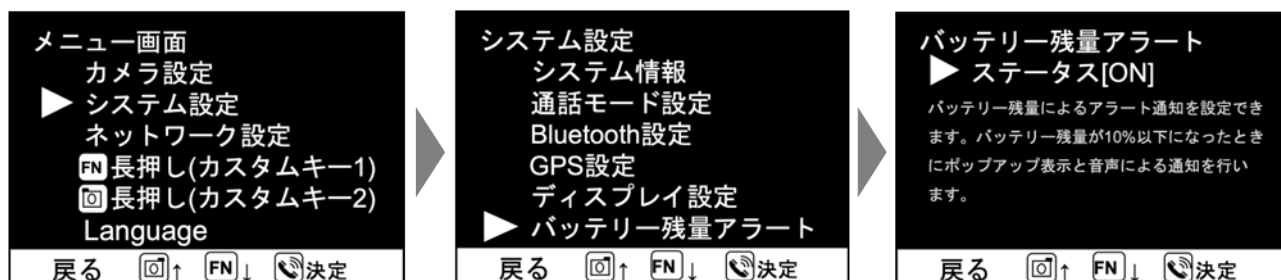 メニュー画面
カメラ設定
▶ システム設定
ネットワーク設定
FN 長押し(カスタムキー1)
長押し(カスタムキー2)
Language
戻る ↑ FN↓ 決定
システム設定
システム情報
通話モード設定
Bluetooth設定
GPS設定
ディスプレイ設定
▶ バッテリー残量アラート
戻る ↑ FN↓ 決定
バッテリー残量アラート
▶ ステータス[ON]
バッテリー残量によるアラート通知を設定でき
ます。バッテリー残量が10%以下になったとき
にポップアップ表示と音声による通知を行い
ます。
戻る ↑ FN↓ 決定